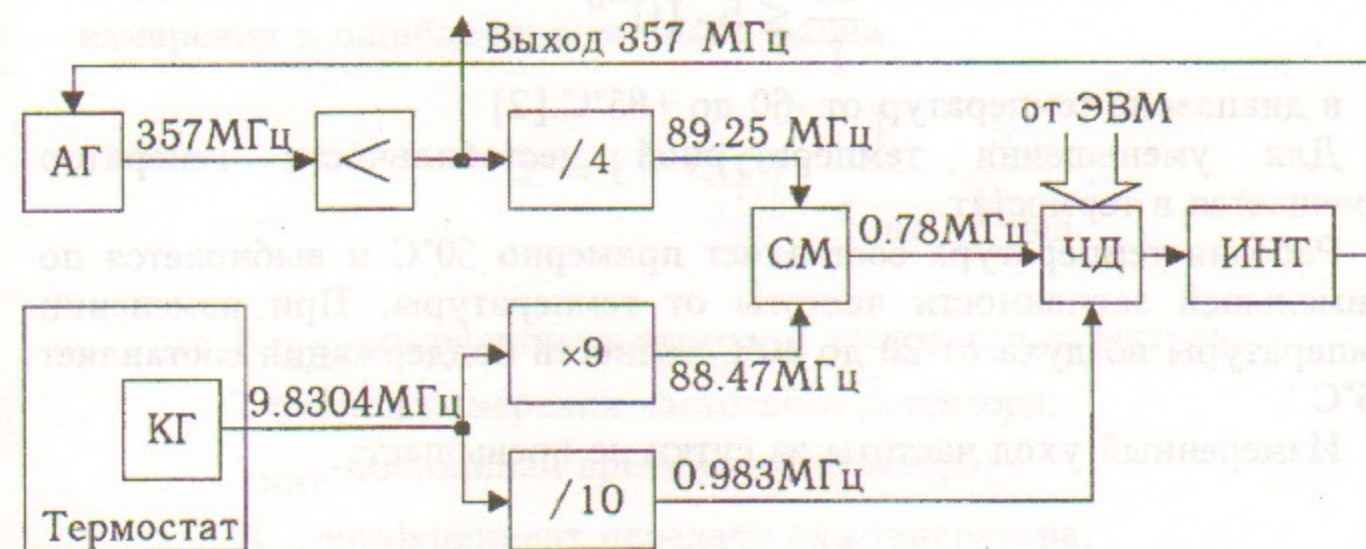 Выход 357 МГц
от ЭВМ
АГ
357МГц
<
/4
89.25 МГц
СМ
0.78МГц
ЧД
ИНТ
×9
88.47МГц
КГ
9.8304МГц
/10
0.983МГц
Термостат